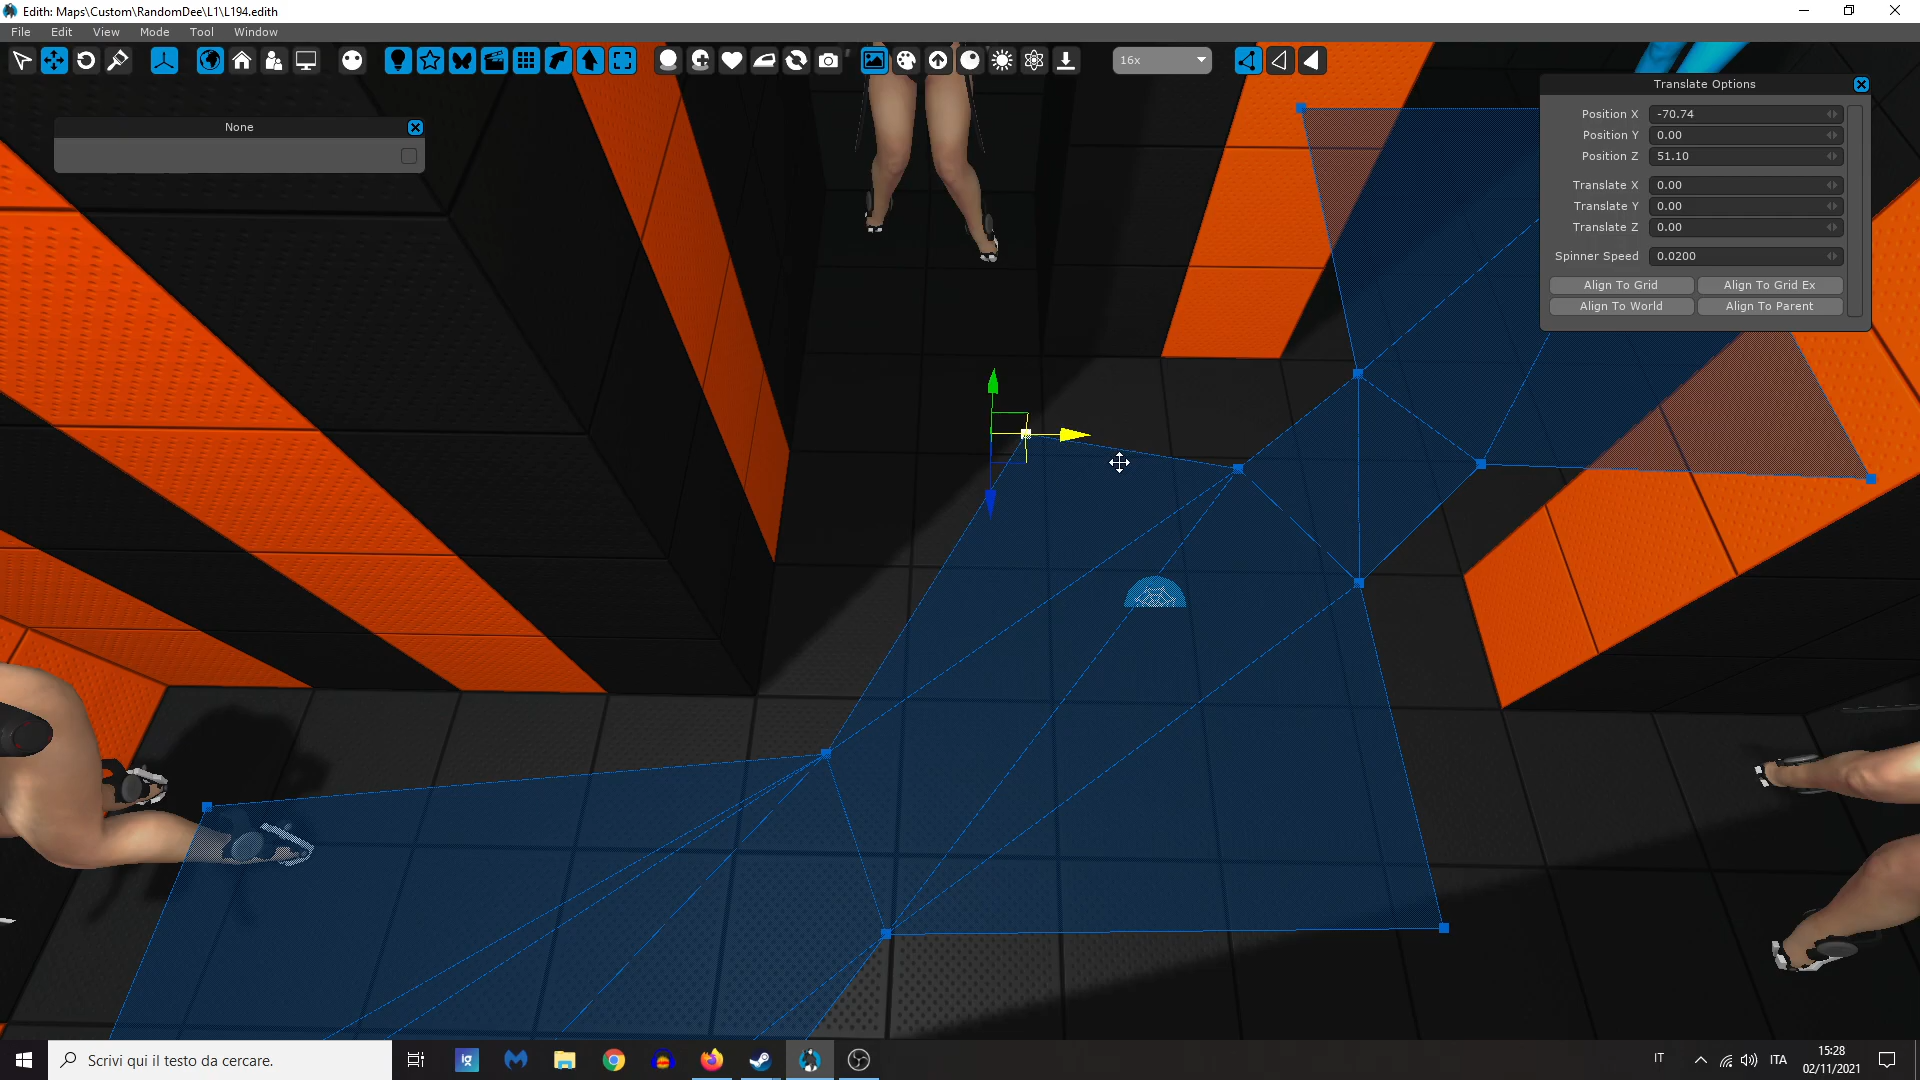 Edith: Maps\Custom\RandomDee\L1\L194.edith
File Edit View Mode Tool Window
16x
Translate Options
None
Position X -70.74
Position Y 0.00
Position Z 51.10
Translate X 0.00
Translate Y 0.00
Translate Z 0.00
Spinner Speed 0.0200
Align To Grid Align To Grid Ex
Align To World Align To Parent
Scrivi qui il testo da cercare.
IT
ITA
15:28
02/11/2021